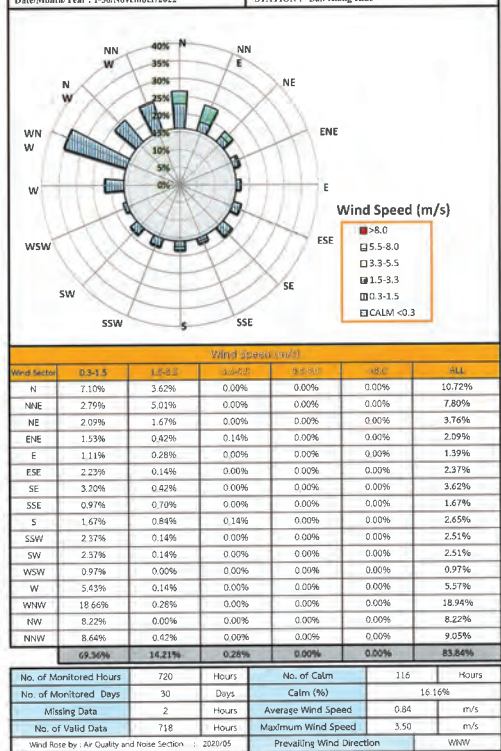 40%
35%
30%
25%
20%
15%
10%
5%
0%
N
NN
E
NE
ENE
E
ESE
SE
SSE
S
SSW
SW
WSW
W
WN
W
N
W
NN
W
Wind Speed (m/s)
>8.0
5.5-8.0
3.3-5.5
1.5-3.3
0.3-1.5
CALM <0.3
Wind Speed (m/s)
Wind Sector 0.3-1.5 ALL
N 7.10% 3.62% 0.00% 0.00% 0.00% 10.72%
NNE 2.79% 5.01% 0.00% 0.00% 0.00% 7.80%
NE 2.09% 1.67% 0.00% 0.00% 0.00% 3.76%
ENE 1.53% 0.42% 0.14% 0.00% 0.00% 2.09%
E 1.11% 0.28% 0.00% 0.00% 0.00% 1.39%
ESE 2.23% 0.14% 0.00% 0.00% 0.00% 2.37%
SE 3.20% 0.42% 0.00% 0.00% 0.00% 3.62%
SSE 0.97% 0.70% 0.00% 0.00% 0.00% 1.67%
S 1.67% 0.84% 0.14% 0.00% 0.00% 2.65%
SSW 2.37% 0.14% 0.00% 0.00% 0.00% 2.51%
SW 2.37% 0.14% 0.00% 0.00% 0.00% 2.51%
WSW 0.97% 0.00% 0.00% 0.00% 0.00% 0.97%
W 5.43% 0.14% 0.00% 0.00% 0.00% 5.57%
WNW 18.66% 0.28% 0.00% 0.00% 0.00% 18.94%
NW 8.22% 0.00% 0.00% 0.00% 0.00% 8.22%
NNW 8.64% 0.42% 0.00% 0.00% 0.00% 9.05%
69.36% 14.21% 0.28% 0.00% 0.00% 83.84%
No. of Monitored Hours 720 Hours No. of Calm 116 Hours
No. of Monitored Days 30 Days Calm (%) 16.16%
Missing Data 2 Hours Average Wind Speed 0.84 m/s
No. of Valid Data 718 Hours Maximum Wind Speed 3.50 m/s
Wind Rose by : Air Quality and Noise Section : 2020/05 Prevailing Wind Direction WNW